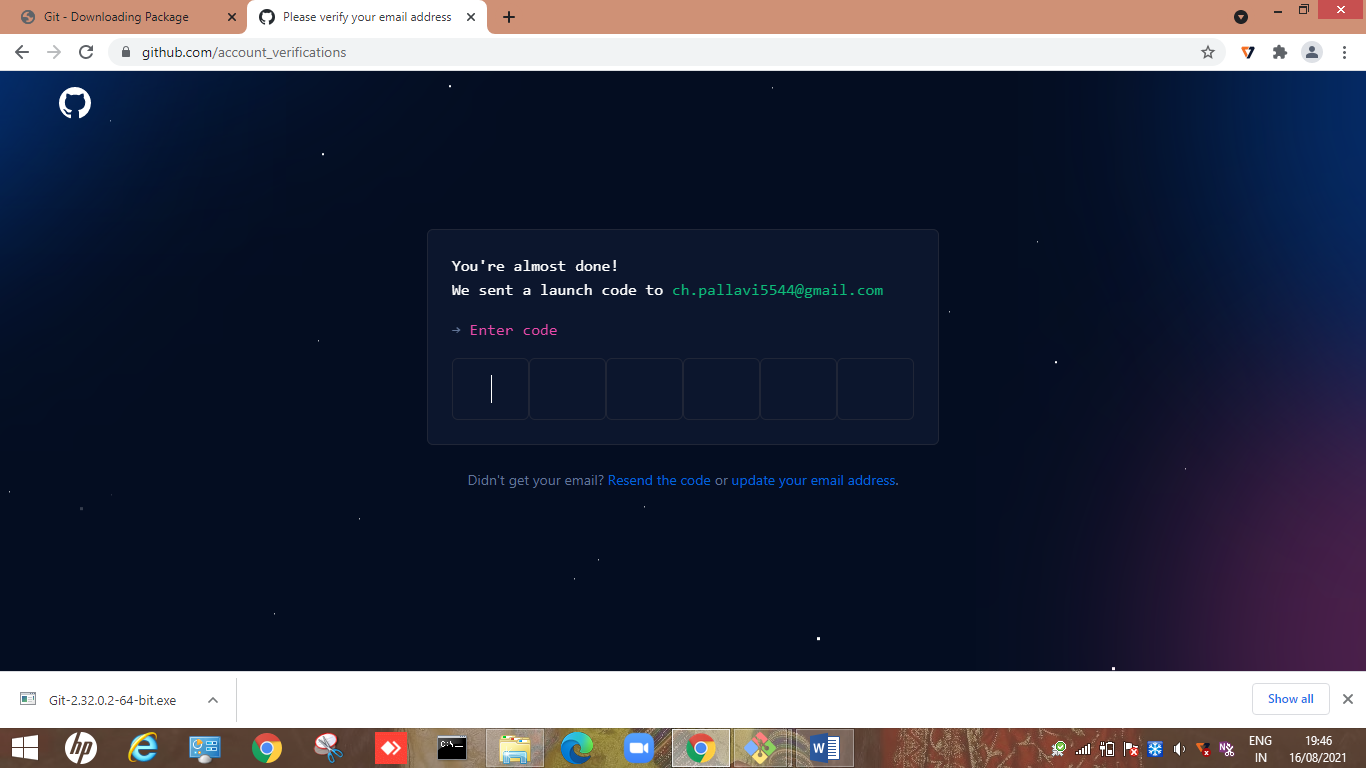 Git - Downloading Package
Please verify your email address
github.com/account_verifications
You're almost done!
We sent a launch code to ch.pallavi5544@gmail.com
→ Enter code
Didn't get your email? Resend the code or update your email address.
Git-2.32.0.2-64-bit.exe
Show all
ENG
IN
19:46
16/08/2021